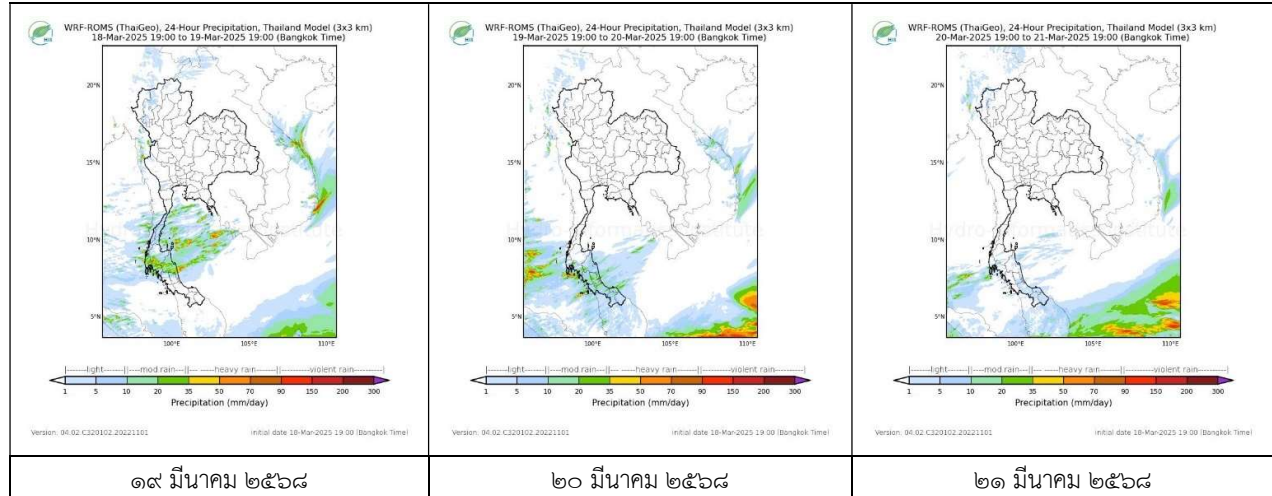 WRF-ROMS (ThaiGeo), 24-Hour Precipitation, Thailand Model (3x3 km)
18-Mar-2025 19:00 to 19-Mar-2025 19:00 (Bangkok Time)
20°N
15°N
10°N
5°N
100°E 105°E 110°E
|-------light-------||----mod rain----||---- ----heavy rain-------||--------violent rain---------|
1 5 10 20 35 50 70 90 150 200 300
Precipitation (mm/day)
Version: 04.02.C320102.20221101 initial date 18-Mar-2025 19:00 (Bangkok Time)
๑๙ มีนาคม ๒๕๖๘
WRF-ROMS (ThaiGeo), 24-Hour Precipitation, Thailand Model (3x3 km)
19-Mar-2025 19:00 to 20-Mar-2025 19:00 (Bangkok Time)
20°N
15°N
10°N
5°N
100°E 105°E 110°E
|-------light-------||----mod rain----||---- ----heavy rain-------||--------violent rain---------|
1 5 10 20 35 50 70 90 150 200 300
Precipitation (mm/day)
Version: 04.02.C320102.20221101 initial date 18-Mar-2025 19:00 (Bangkok Time)
๒๐ มีนาคม ๒๕๖๘
WRF-ROMS (ThaiGeo), 24-Hour Precipitation, Thailand Model (3x3 km)
20-Mar-2025 19:00 to 21-Mar-2025 19:00 (Bangkok Time)
20°N
15°N
10°N
5°N
100°E 105°E 110°E
|-------light-------||----mod rain----||---- ----heavy rain-------||--------violent rain---------|
1 5 10 20 35 50 70 90 150 200 300
Precipitation (mm/day)
Version: 04.02.C320102.20221101 initial date 18-Mar-2025 19:00 (Bangkok Time)
๒๑ มีนาคม ๒๕๖๘